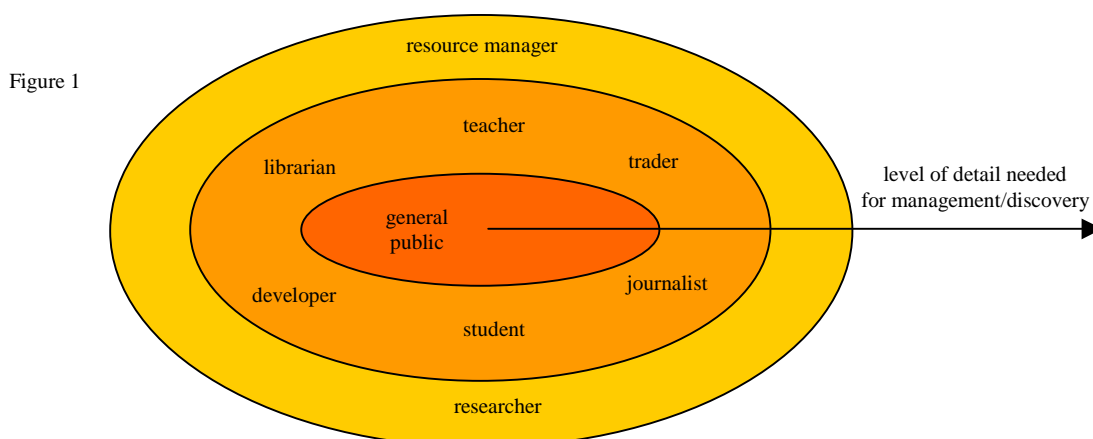 resource manager
Figure 1
teacher
librarian
trader
level of detail needed
for management/discovery
general
public
developer
journalist
student
researcher